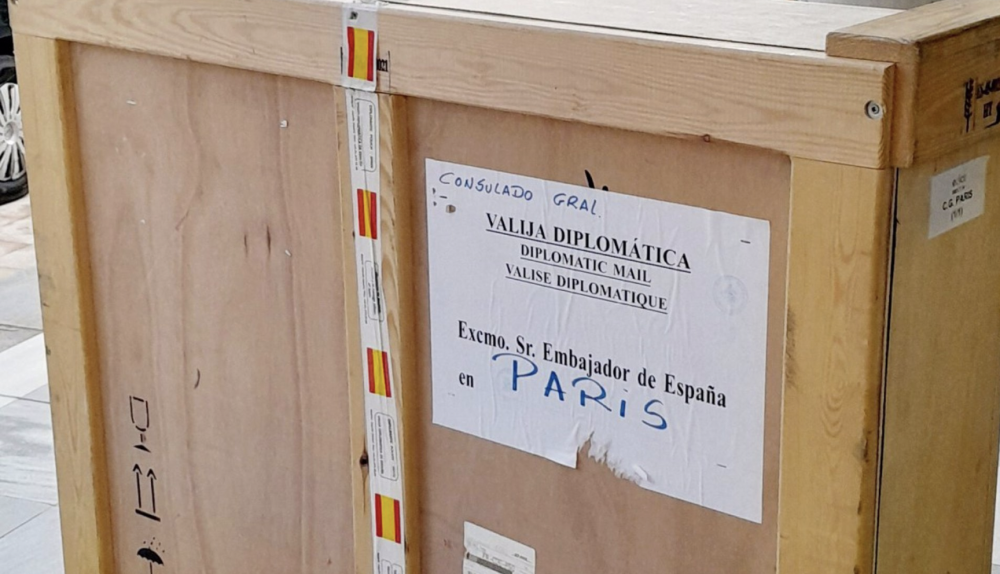 CONSULADO GRAL.
VALIJA DIPLOMÁTICA
DIPLOMATIC MAIL
VALISE DIPLOMATIQUE
Excmo. Sr. Embajador de España
en PARiS
C.G. PARIS